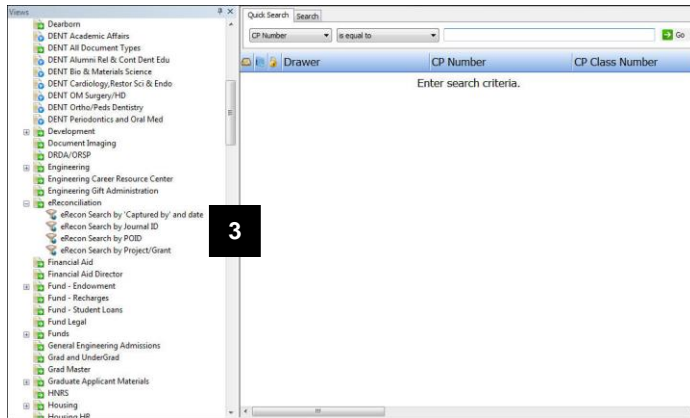 Views
Dearborn
DENT Academic Affairs
DENT All Document Types
DENT Alumni Rel & Cont Dent Edu
DENT Bio & Materials Science
DENT Cardiology,Restor Sci & Endo
DENT OM Surgery/HD
DENT Ortho/Peds Dentistry
DENT Periodontics and Oral Med
Development
Document Imaging
DRDA/ORSP
Engineering
Engineering Career Resource Center
Engineering Gift Administration
eReconciliation
eRecon Search by 'Captured by' and date
eRecon Search by Journal ID
eRecon Search by POID
eRecon Search by Project/Grant
Financial Aid
Financial Aid Director
Fund - Endowment
Fund - Recharges
Fund - Student Loans
Fund Legal
Funds
General Engineering Admissions
Grad and UnderGrad
Grad Master
Graduate Applicant Materials
HNRS
Housing
Housing HR
3
Quick Search Search
CP Number is equal to Go
Drawer CP Number CP Class Number
Enter search criteria.